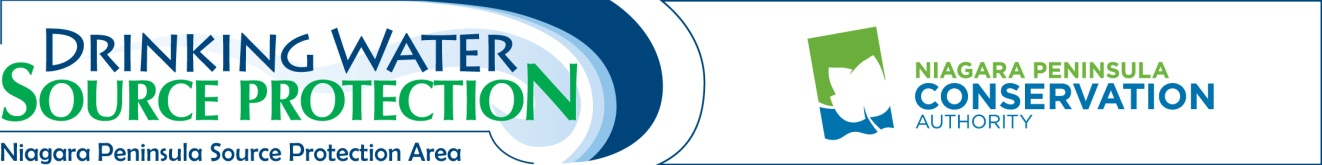 DRINKING WATER
SOURCE PROTECTION
Niagara Peninsula Source Protection Area
NIAGARA PENINSULA
CONSERVATION
AUTHORITY